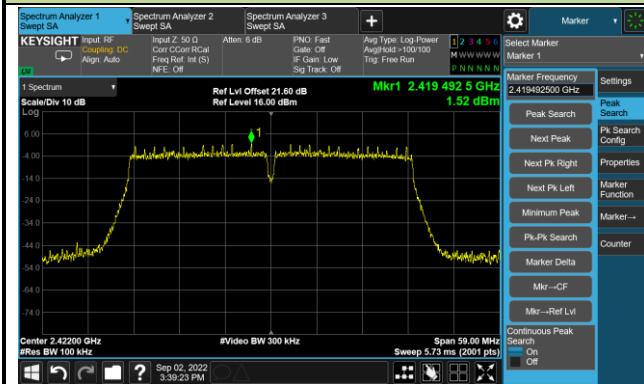 Spectrum Analyzer 1
Swept SA
Spectrum Analyzer 2
Swept SA
Spectrum Analyzer 3
Swept SA
Marker
KEYSIGHT
Input: RF
Coupling: DC
Align: Auto
Input Z: 50 Ω
Corr CCorr RCal
Freq Ref: Int (S)
NFE: Off
Atten: 6 dB
PNO: Fast
Gate: Off
IF Gain: Low
Sig Track: Off
Avg Type: Log-Power
Avg|Hold:>100/100
Trig: Free Run
1 2 3 4 5 6
M W W W W W
P N N N N N
LXI
Select Marker
Marker 1
1 Spectrum
Scale/Div 10 dB
Log
Ref Lvl Offset 21.60 dB
Ref Level 16.00 dBm
Mkr1 2.419 492 5 GHz
1.52 dBm
6.00
-4.00
-14.0
-24.0
-34.0
-44.0
-54.0
-64.0
-74.0
1
Center 2.42200 GHz
#Res BW 100 kHz
#Video BW 300 kHz
Span 59.00 MHz
Sweep 5.73 ms (2001 pts)
Marker Frequency
2.419492500 GHz
Peak Search
Next Peak
Next Pk Right
Next Pk Left
Minimum Peak
Pk-Pk Search
Marker Delta
Mkr→CF
Mkr→Ref Lvl
Continuous Peak
Search
On
Off
Settings
Peak
Search
Pk Search
Config
Properties
Marker
Function
Marker→
Counter
?
Sep 02, 2022
3:39:23 PM